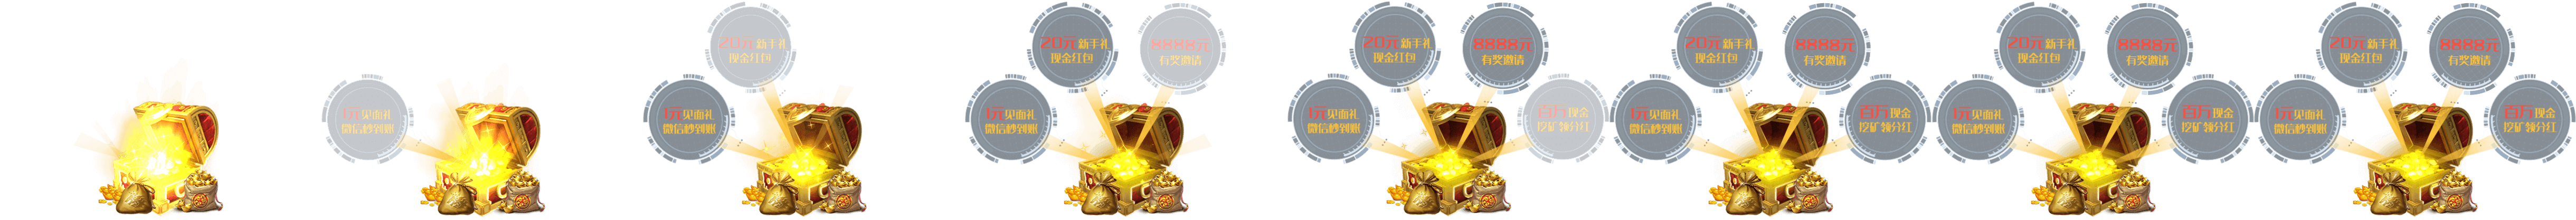 1元见面礼
微信秒到账
1元见面礼
微信秒到账
20元新手礼
现金红包
1元见面礼
微信秒到账
20元新手礼
现金红包
8888元
有奖邀请
1元见面礼
微信秒到账
20元新手礼
现金红包
8888元
有奖邀请
百万现金
挖矿领分红
1元见面礼
微信秒到账
20元新手礼
现金红包
8888元
有奖邀请
百万现金
挖矿领分红
1元见面礼
微信秒到账
20元新手礼
现金红包
8888元
有奖邀请
百万现金
挖矿领分红
1元见面礼
微信秒到账
20元新手礼
现金红包
8888元
有奖邀请
百万现金
挖矿领分红